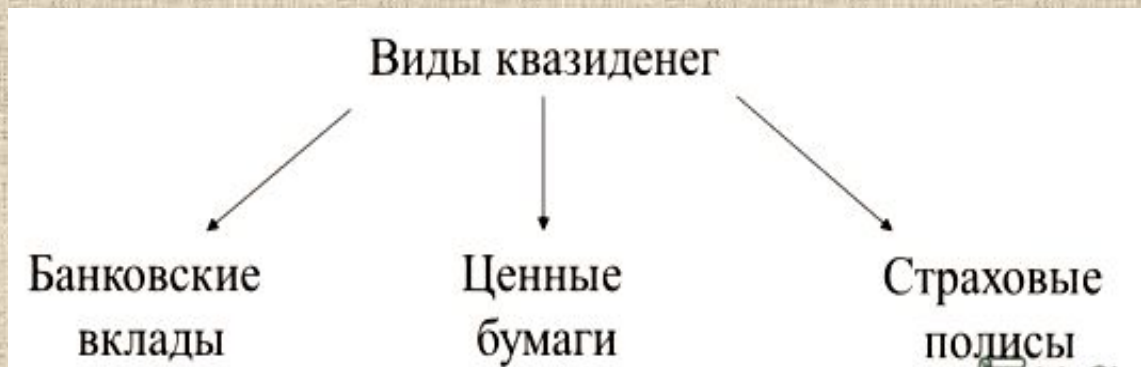 Виды квазиденег
Банковские
вклады
Ценные
бумаги
Страховые
полисы